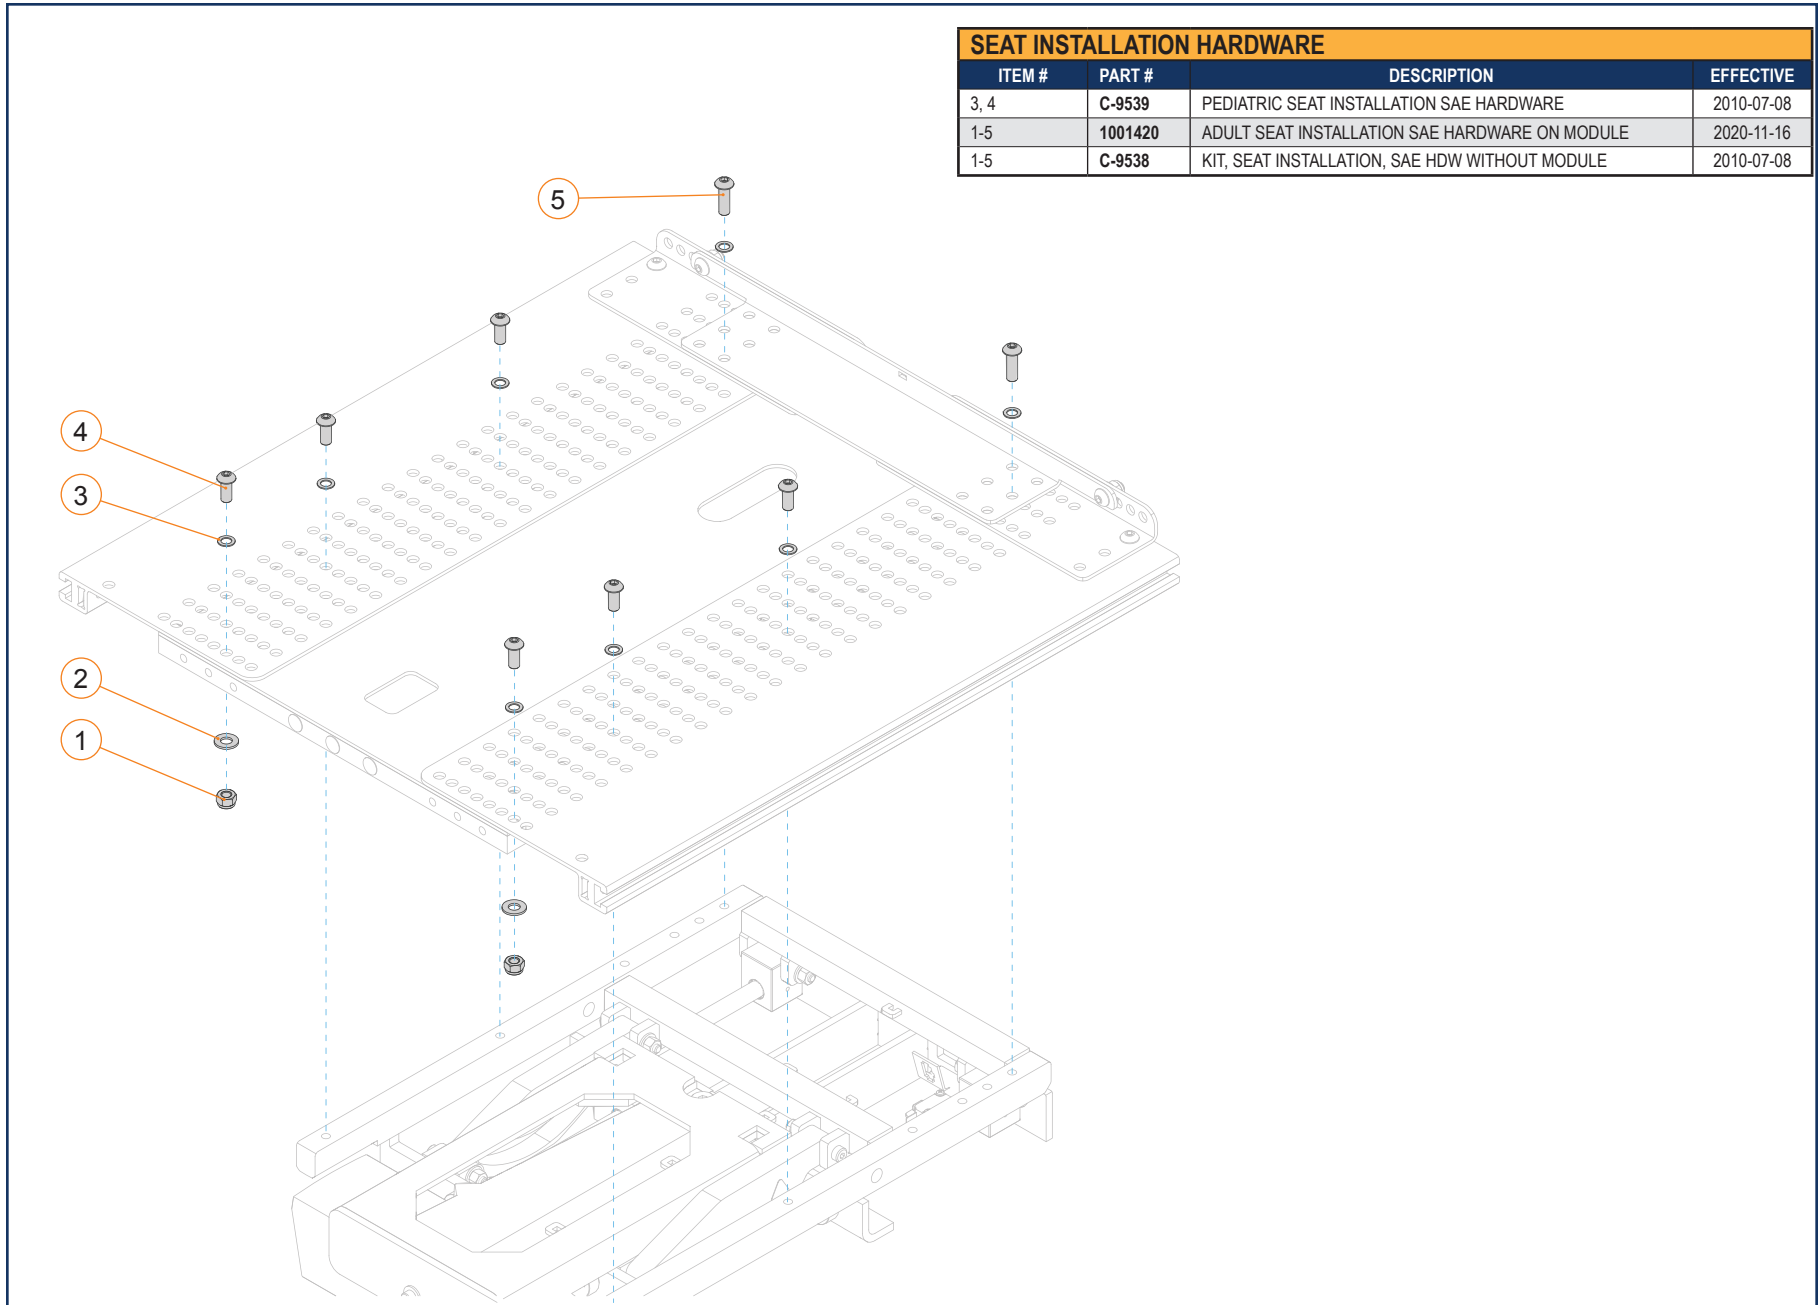 SEAT INSTALLATION HARDWARE
ITEM # PART # DESCRIPTION EFFECTIVE
3, 4 C-9539 PEDIATRIC SEAT INSTALLATION SAE HARDWARE 2010-07-08
1-5 1001420 ADULT SEAT INSTALLATION SAE HARDWARE ON MODULE 2020-11-16
1-5 C-9538 KIT, SEAT INSTALLATION, SAE HDW WITHOUT MODULE 2010-07-08
5
4
3
2
1